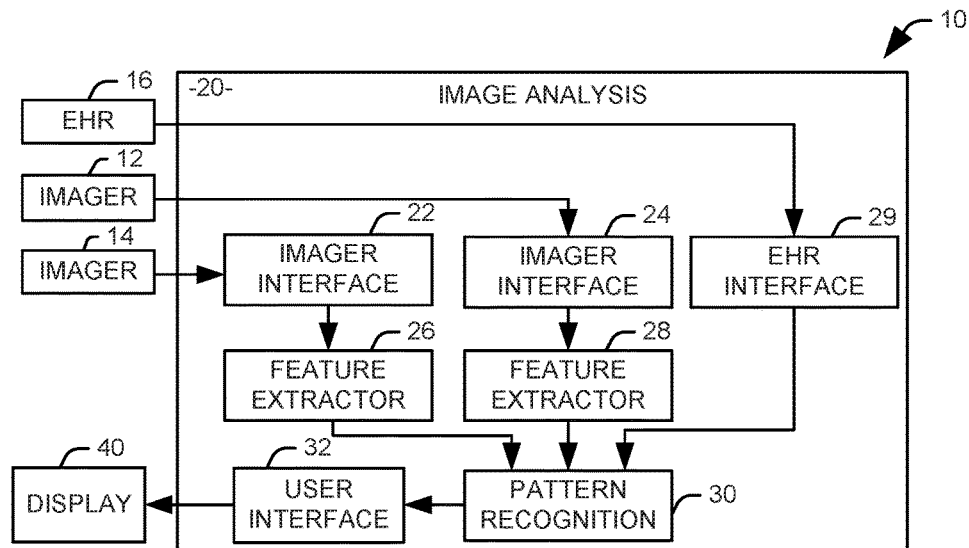 10
16
-20-
IMAGE ANALYSIS
EHR
12
IMAGER
14
IMAGER
22
IMAGER
INTERFACE
24
IMAGER
INTERFACE
29
EHR
INTERFACE
26
FEATURE
EXTRACTOR
28
FEATURE
EXTRACTOR
40
DISPLAY
32
USER
INTERFACE
PATTERN
RECOGNITION
30